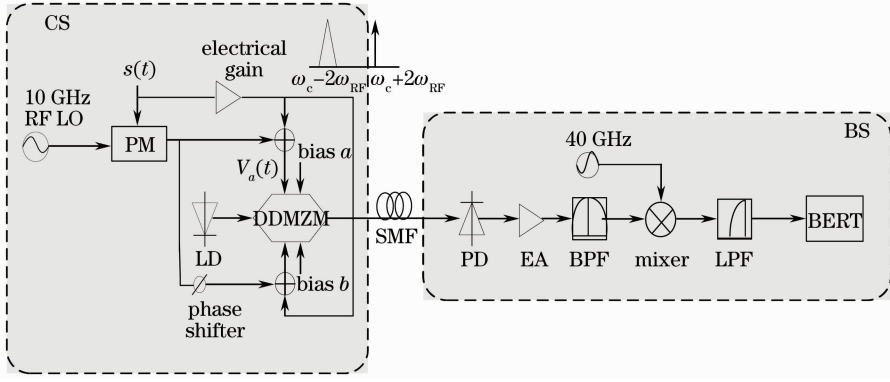 CS
electrical
gain
s(t)
ω_c−2ω_RF
ω_c+2ω_RF
10 GHz
RF LO
PM
bias a
V_a(t)
DDMZM
LD
bias b
phase
shifter
SMF
BS
40 GHz
PD
EA
BPF
mixer
LPF
BERT